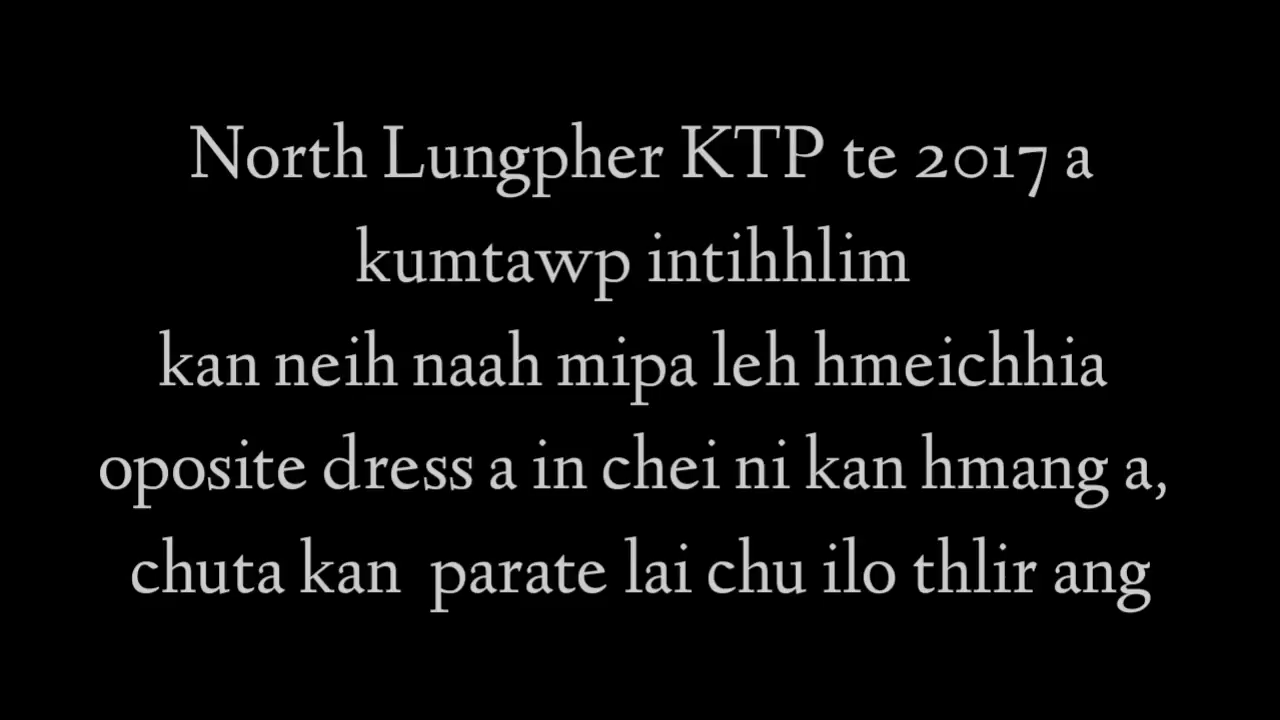 North Lungpher KTP te 2017 a
kumtawp intihhlim
kan neih naah mipa leh hmeichhia
oposite dress a in chei ni kan hmang a,
chuta kan parate lai chu ilo thlir ang